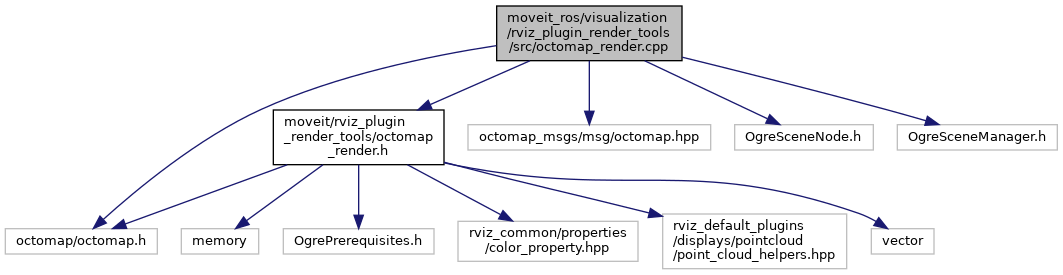 moveit_ros/visualization
/rviz_plugin_render_tools
/src/octomap_render.cpp
moveit/rviz_plugin
_render_tools/octomap
_render.h
octomap_msgs/msg/octomap.hpp
OgreSceneNode.h
OgreSceneManager.h
octomap/octomap.h
memory
OgrePrerequisites.h
rviz_common/properties
/color_property.hpp
rviz_default_plugins
/displays/pointcloud
/point_cloud_helpers.hpp
vector